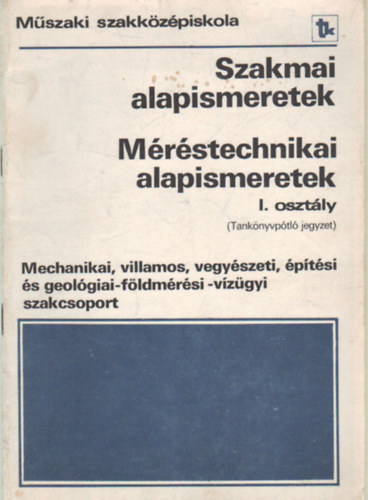 Műszaki szakközépiskola
tk
Szakmai
alapismeretek
Méréstechnikai
alapismeretek
I. osztály
(Tankönyvpótló jegyzet)
Mechanikai, villamos, vegyészeti, építési
és geológiai-földmérési -vízügyi
szakcsoport